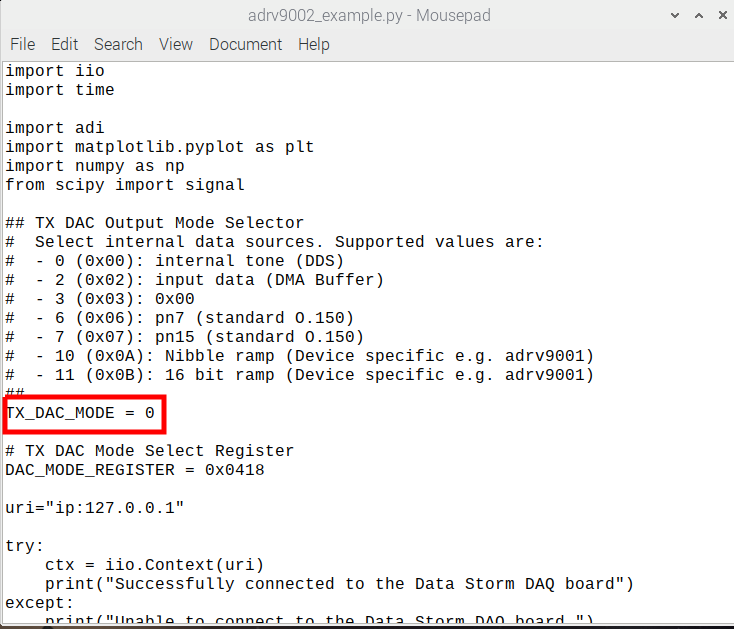 adrv9002_example.py - Mousepad
File Edit Search View Document Help
import iio
import time
import adi
import matplotlib.pyplot as plt
import numpy as np
from scipy import signal
## TX DAC Output Mode Selector
#  Select internal data sources. Supported values are:
#  - 0 (0x00): internal tone (DDS)
#  - 2 (0x02): input data (DMA Buffer)
#  - 3 (0x03): 0x00
#  - 6 (0x06): pn7 (standard O.150)
#  - 7 (0x07): pn15 (standard O.150)
#  - 10 (0x0A): Nibble ramp (Device specific e.g. adrv9001)
#  - 11 (0x0B): 16 bit ramp (Device specific e.g. adrv9001)
##
TX_DAC_MODE = 0
# TX DAC Mode Select Register
DAC_MODE_REGISTER = 0x0418
uri="ip:127.0.0.1"
try:
    ctx = iio.Context(uri)
    print("Successfully connected to the Data Storm DAQ board")
except:
    print("Unable to connect to the Data Storm DAQ board.")